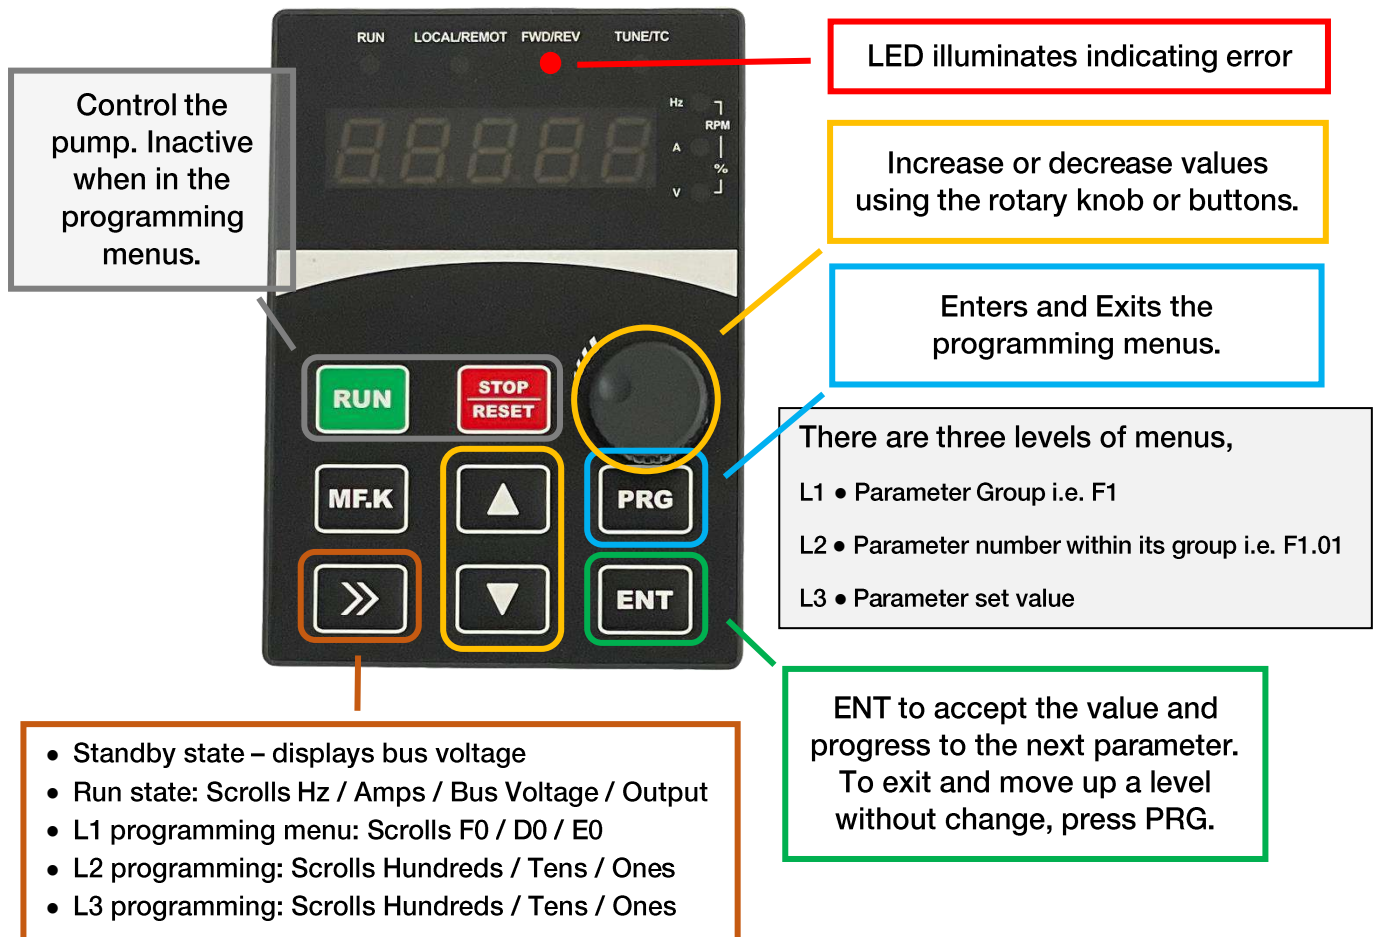 RUN LOCAL/REMOT FWD/REV TUNE/TC
LED illuminates indicating error
Control the
pump. Inactive
when in the
programming
menus.
Hz
RPM
A
%
V
Increase or decrease values
using the rotary knob or buttons.
Enters and Exits the
programming menus.
RUN
STOP
RESET
There are three levels of menus,
L1 ● Parameter Group i.e. F1
L2 ● Parameter number within its group i.e. F1.01
L3 ● Parameter set value
MF.K
PRG
ENT
ENT to accept the value and
progress to the next parameter.
To exit and move up a level
without change, press PRG.
● Standby state – displays bus voltage
● Run state: Scrolls Hz / Amps / Bus Voltage / Output
● L1 programming menu: Scrolls F0 / D0 / E0
● L2 programming: Scrolls Hundreds / Tens / Ones
● L3 programming: Scrolls Hundreds / Tens / Ones